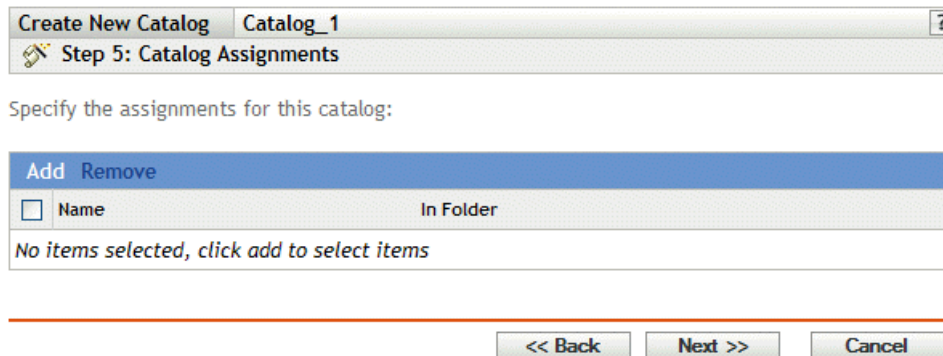 Create New Catalog Catalog_1 ?
Step 5: Catalog Assignments
Specify the assignments for this catalog:
Add Remove
Name In Folder
No items selected, click add to select items
<< Back Next >> Cancel